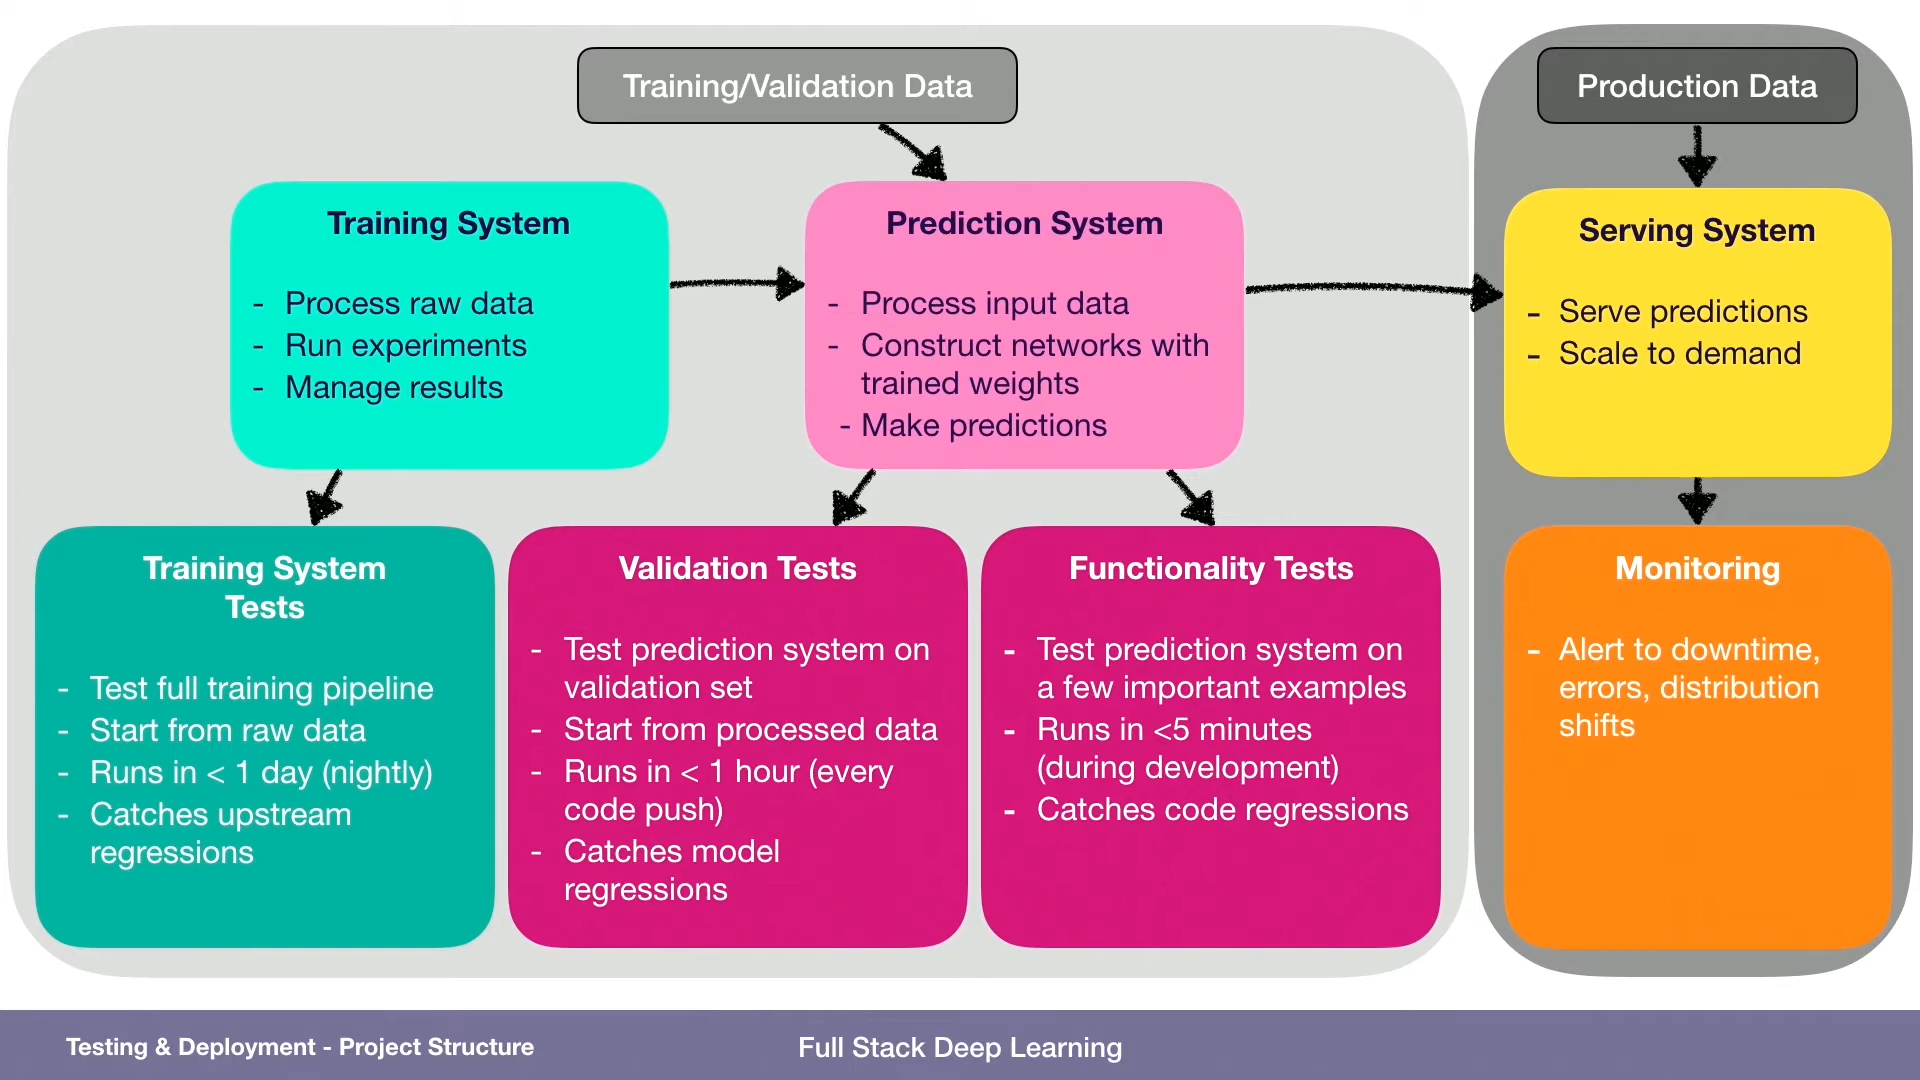 Training/Validation Data
Production Data
Training System
- Process raw data
- Run experiments
- Manage results
Prediction System
- Process input data
- Construct networks with
trained weights
- Make predictions
Serving System
- Serve predictions
- Scale to demand
Training System
Tests
- Test full training pipeline
- Start from raw data
- Runs in < 1 day (nightly)
- Catches upstream
regressions
Validation Tests
- Test prediction system on
validation set
- Start from processed data
- Runs in < 1 hour (every
code push)
- Catches model
regressions
Functionality Tests
- Test prediction system on
a few important examples
- Runs in <5 minutes
(during development)
- Catches code regressions
Monitoring
- Alert to downtime,
errors, distribution
shifts
Testing & Deployment - Project Structure
Full Stack Deep Learning